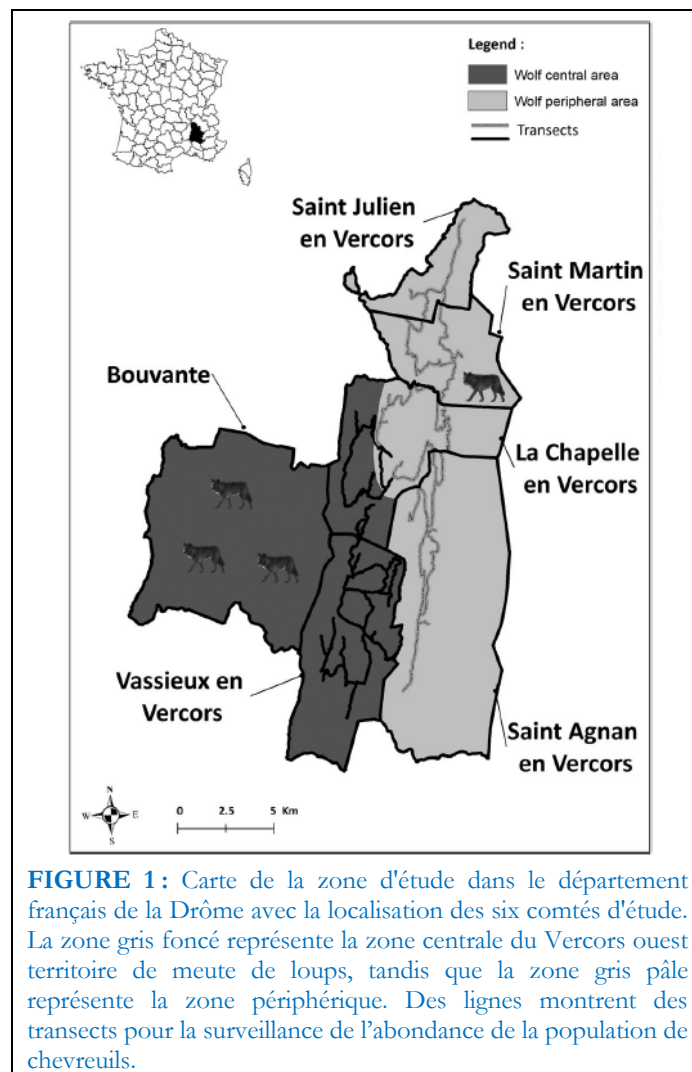 Legend :
Wolf central area
Wolf peripheral area
Transects
Saint Julien
en Vercors
Saint Martin
en Vercors
Bouvante
La Chapelle
en Vercors
Vassieux en
Vercors
Saint Agnan
en Vercors
N
W E
S
0 2.5 5 Km
FIGURE 1 : Carte de la zone d'étude dans le département
français de la Drôme avec la localisation des six comtés d'étude.
La zone gris foncé représente la zone centrale du Vercors ouest
territoire de meute de loups, tandis que la zone gris pâle
représente la zone périphérique. Des lignes montrent des
transects pour la surveillance de l’abondance de la population de
chevreuils.